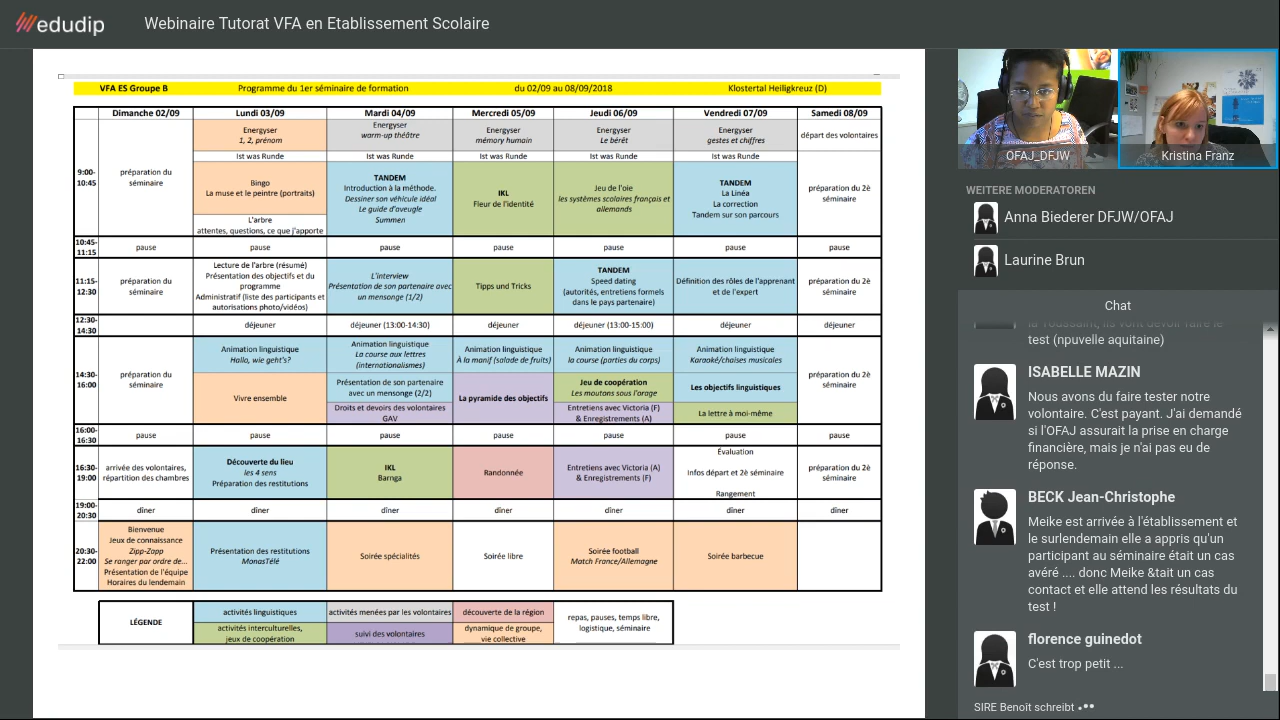 edudip
Webinaire Tutorat VFA en Etablissement Scolaire
VFA ES Groupe B
Programme du 1er séminaire de formation
du 02/09 au 08/09/2018
Klostertal Heiligkreuz (D)
Dimanche 02/09
Lundi 03/09
Mardi 04/09
Mercredi 05/09
Jeudi 06/09
Vendredi 07/09
Samedi 08/09
9:00-
10:45
préparation du
séminaire
Energyser
1, 2, prénom
Energyser
warm-up théâtre
Energyser
mémory humain
Energyser
Le bérêt
Energyser
gestes et chiffres
départ des volontaires
Ist was Runde
Ist was Runde
Ist was Runde
Ist was Runde
Ist was Runde
Bingo
La muse et le peintre (portraits)
L'arbre
attentes, questions, ce que j'apporte
TANDEM
Introduction à la méthode.
Dessiner son véhicule idéal
Le guide d'aveugle
Summen
IKL
Fleur de l'identité
Jeu de l'oie
les systèmes scolaires français et
allemands
TANDEM
La Linéa
La correction
Tandem sur son parcours
préparation du 2è
séminaire
10:45-
11:15
pause
pause
pause
pause
pause
pause
pause
11:15-
12:30
préparation du
séminaire
Lecture de l'arbre (résumé)
Présentation des objectifs et du
programme
Administratif (liste des participants et
autorisations photo/vidéos)
L'interview
Présentation de son partenaire avec
un mensonge (1/2)
Tipps und Tricks
TANDEM
Speed dating
(autorités, entretiens formels
dans le pays partenaire)
Définition des rôles de l'apprenant
et de l'expert
préparation du 2è
séminaire
12:30-
14:30
déjeuner
déjeuner (13:00-14:30)
déjeuner
déjeuner (13:00-15:00)
déjeuner
déjeuner
14:30-
16:00
préparation du
séminaire
Animation linguistique
Hallo, wie geht's?
Vivre ensemble
Animation linguistique
La course aux lettres
(internationalismes)
Présentation de son partenaire
avec un mensonge (2/2)
Droits et devoirs des volontaires
GAV
Animation linguistique
À la manif (salade de fruits)
La pyramide des objectifs
Animation linguistique
la course (parties du corps)
Jeu de coopération
Les moutons sous l'orage
Entretiens avec Victoria (F)
& Enregistrements (A)
Animation linguistique
Karaoké/chaises musicales
Les objectifs linguistiques
La lettre à moi-même
préparation du 2è
séminaire
16:00-
16:30
pause
pause
pause
pause
pause
pause
pause
16:30-
19:00
arrivée des volontaires,
répartition des chambres
Découverte du lieu
les 4 sens
Préparation des restitutions
IKL
Barnga
Randonnée
Entretiens avec Victoria (A)
& Enregistrements (F)
Évaluation
Infos départ et 2è séminaire
Rangement
préparation du 2è
séminaire
19:00-
20:30
dîner
dîner
dîner
dîner
dîner
dîner
dîner
20:30-
22:00
Bienvenue
Jeux de connaissance
Zipp-Zapp
Se ranger par ordre de...
Présentation de l'équipe
Horaires du lendemain
Présentation des restitutions
MonasTélé
Soirée spécialités
Soirée libre
Soirée football
Match France/Allemagne
Soirée barbecue
LÉGENDE
activités linguistiques
activités menées par les volontaires
découverte de la région
repas, pauses, temps libre,
logistique, séminaire
activités interculturelles,
jeux de coopération
suivi des volontaires
dynamique de groupe,
vie collective
OFAJ_DFJW
Kristina Franz
WEITERE MODERATOREN
Anna Biederer DFJW/OFAJ
Laurine Brun
Chat
la Toussaint, ils vont devoir faire le
test (npuvelle aquitaine)
ISABELLE MAZIN
Nous avons du faire tester notre
volontaire. C'est payant. J'ai demandé
si l'OFAJ assurait la prise en charge
financière, mais je n'ai pas eu de
réponse.
BECK Jean-Christophe
Meike est arrivée à l'établissement et
le surlendemain elle a appris qu'un
participant au séminaire était un cas
avéré .... donc Meike &tait un cas
contact et elle attend les résultats du
test !
florence guinedot
C'est trop petit ...
SIRE Benoit schreibt